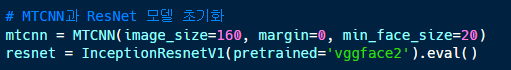 # MTCNN과 ResNet 모델 초기화
mtcnn = MTCNN(image_size=160, margin=0, min_face_size=20)
resnet = InceptionResnetV1(pretrained='vggface2').eval()